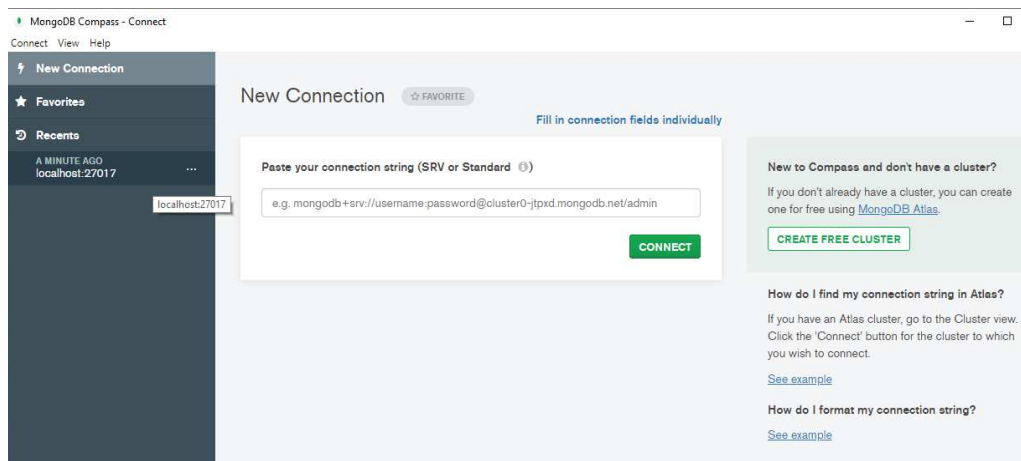 MongoDB Compass - Connect
Connect View Help
New Connection
Favorites
Recents
A MINUTE AGO
localhost:27017
...
localhost:27017
New Connection
FAVORITE
Fill in connection fields individually
Paste your connection string (SRV or Standard )
e.g. mongodb+srv://username:password@cluster0-jtpxd.mongodb.net/admin
CONNECT
New to Compass and don't have a cluster?
If you don't already have a cluster, you can create
one for free using MongoDB Atlas.
CREATE FREE CLUSTER
How do I find my connection string in Atlas?
If you have an Atlas cluster, go to the Cluster view.
Click the 'Connect' button for the cluster to which
you wish to connect.
See example
How do I format my connection string?
See example